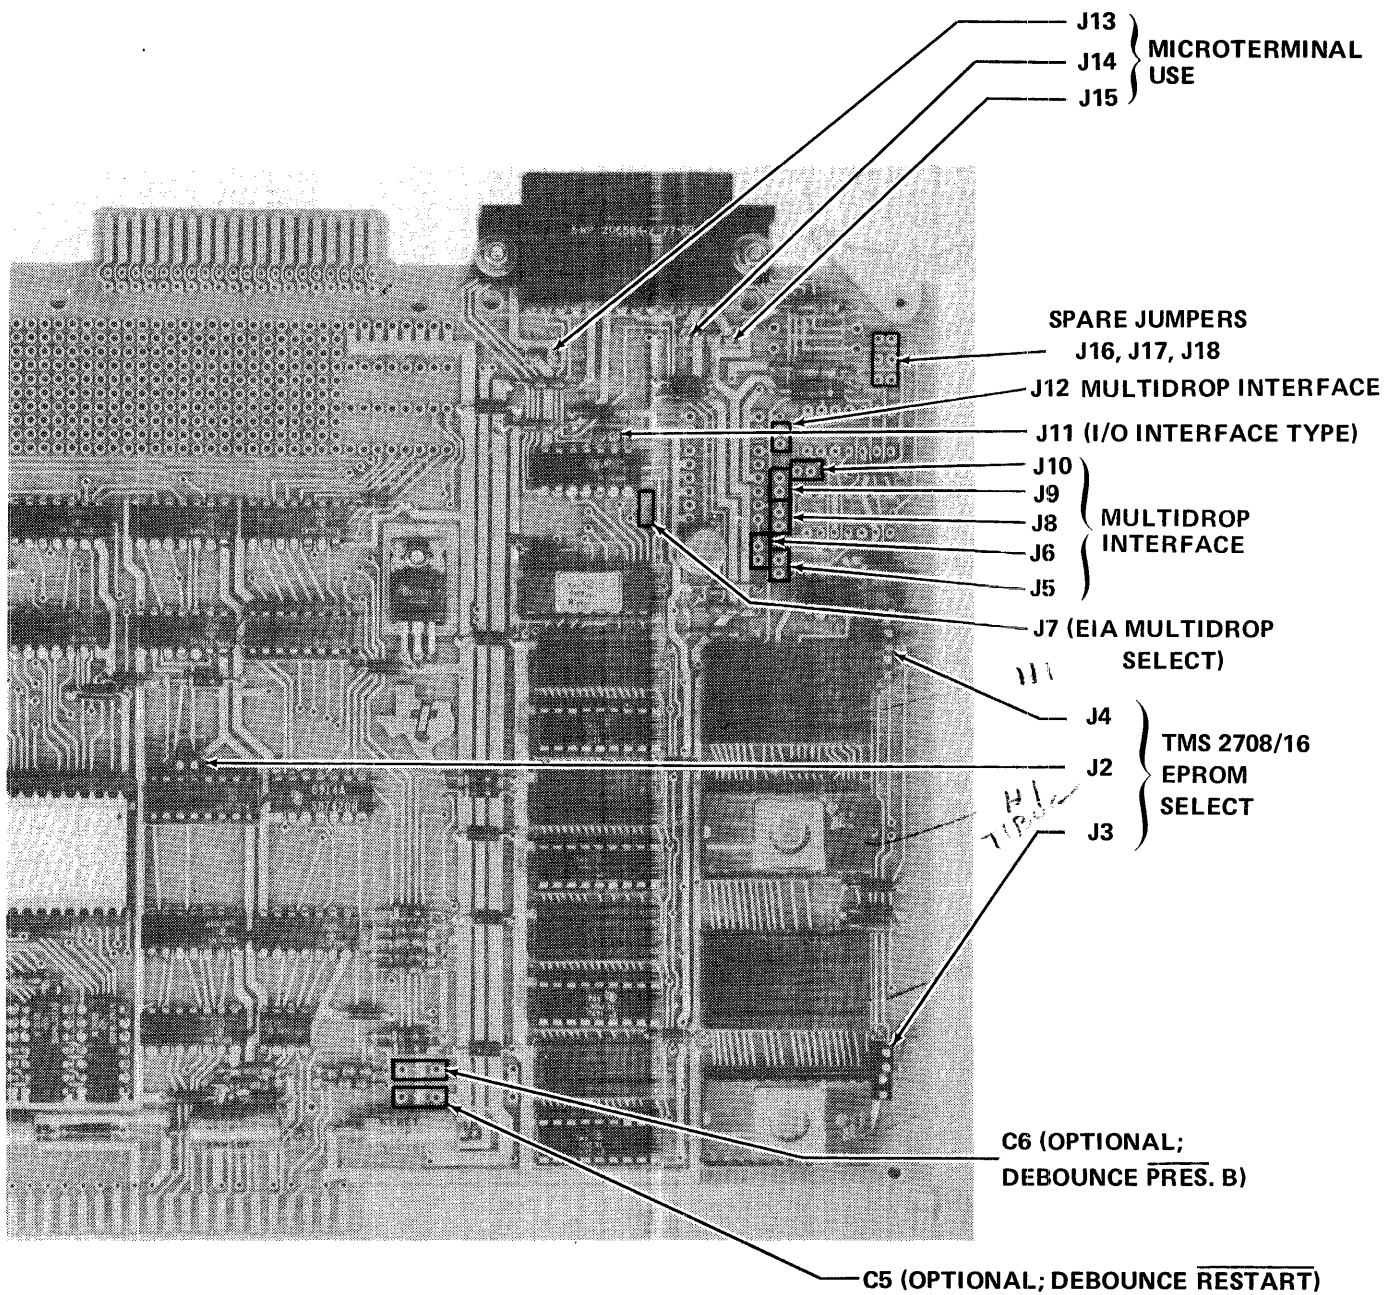 J13
J14
J15
MICROTERMINAL
USE
SPARE JUMPERS
J16, J17, J18
J12 MULTIDROP INTERFACE
J11 (I/O INTERFACE TYPE)
J10
J9
J8
J6
J5
MULTIDROP
INTERFACE
J7 (EIA MULTIDROP
SELECT)
J4
J2
J3
TMS 2708/16
EPROM
SELECT
C6 (OPTIONAL;
DEBOUNCE PRES. B)
C5 (OPTIONAL; DEBOUNCE RESTART)